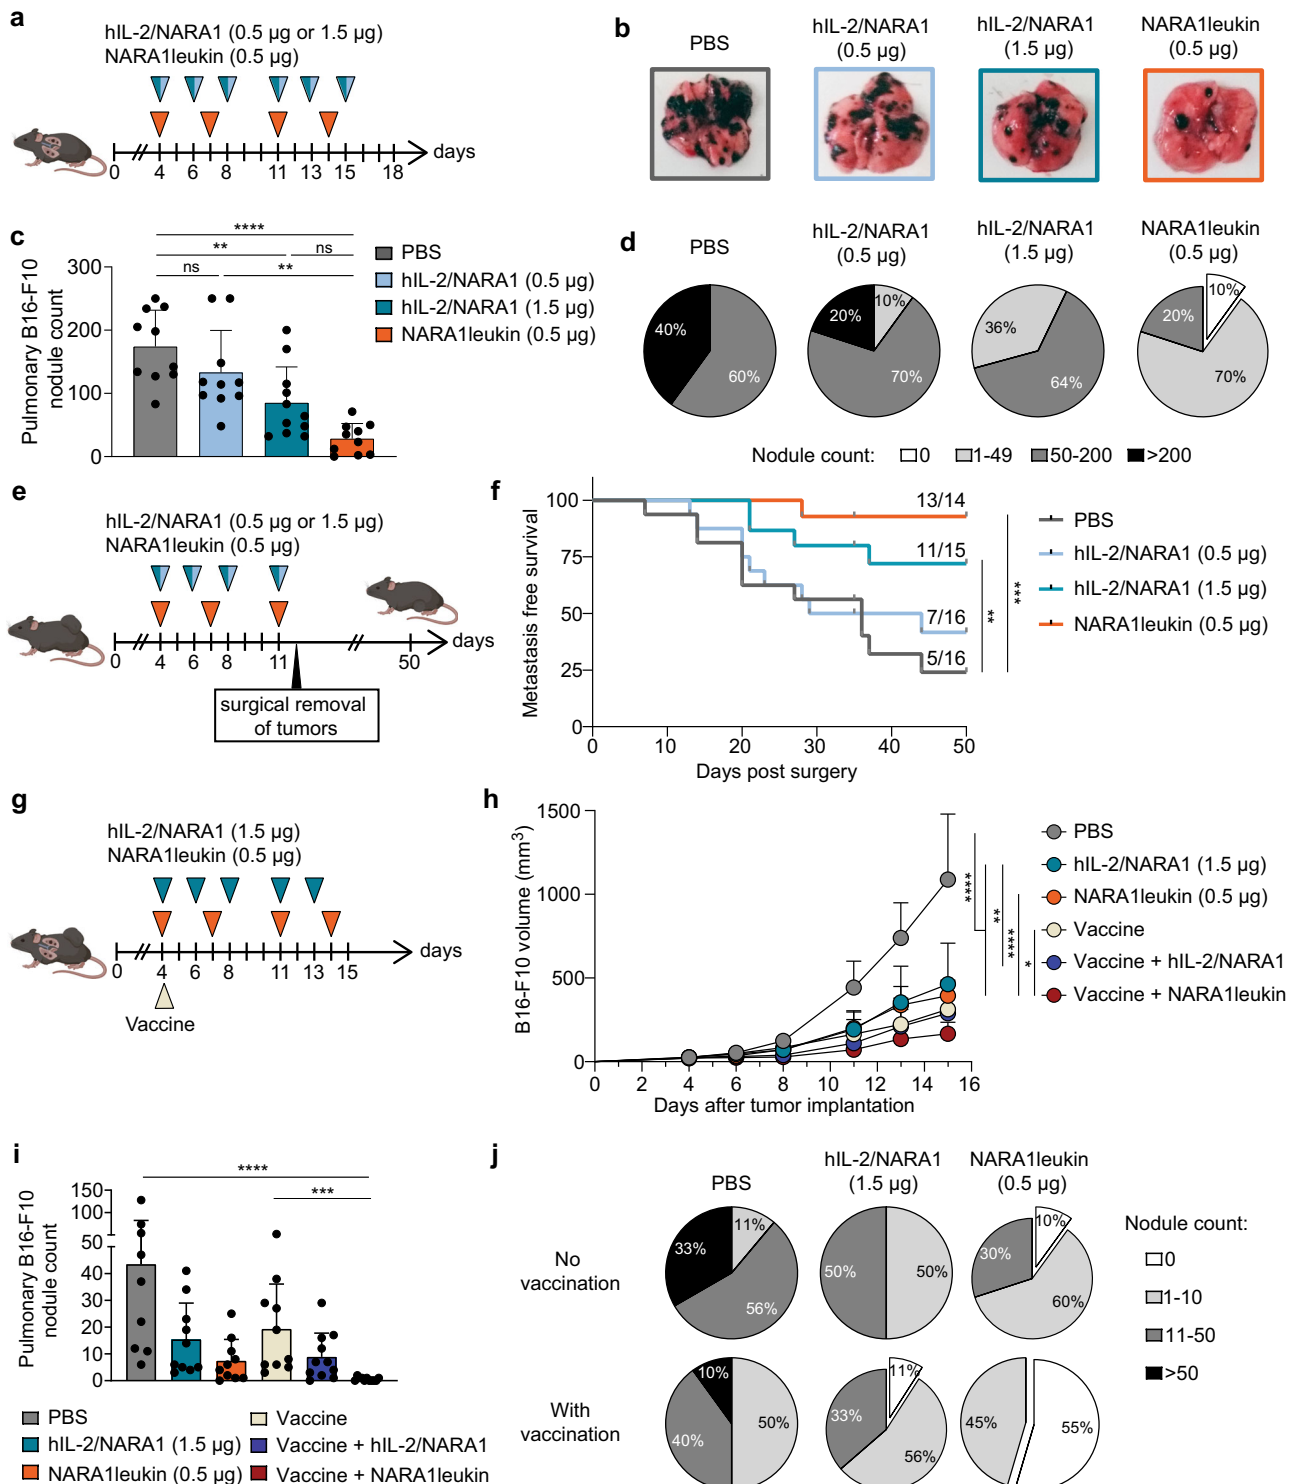 a
hIL-2/NARA1 (0.5 µg or 1.5 µg)
NARA1leukin (0.5 µg)
0 4 6 8 11 13 15 18 days
b
PBS
hIL-2/NARA1
(0.5 µg)
hIL-2/NARA1
(1.5 µg)
NARA1leukin
(0.5 µg)
c
Pulmonary B16-F10
nodule count
300
200
100
0
****
** ns
ns **
PBS
hIL-2/NARA1 (0.5 µg)
hIL-2/NARA1 (1.5 µg)
NARA1leukin (0.5 µg)
d
PBS
hIL-2/NARA1
(0.5 µg)
hIL-2/NARA1
(1.5 µg)
NARA1leukin
(0.5 µg)
40%
60%
10%
20%
70%
36%
64%
10%
20%
70%
Nodule count: 0 1-49 50-200 >200
e
hIL-2/NARA1 (0.5 µg or 1.5 µg)
NARA1leukin (0.5 µg)
0 4 6 8 11 50 days
surgical removal
of tumors
f
Metastasis free survival
100
75
50
25
0
0 10 20 30 40 50
Days post surgery
13/14
11/15
7/16
5/16
**
***
PBS
hIL-2/NARA1 (0.5 µg)
hIL-2/NARA1 (1.5 µg)
NARA1leukin (0.5 µg)
g
hIL-2/NARA1 (1.5 µg)
NARA1leukin (0.5 µg)
0 4 6 8 11 13 15 days
Vaccine
h
B16-F10 volume (mm³)
1500
1000
500
0
0 2 4 6 8 10 12 14 16
Days after tumor implantation
****
**
****
*
PBS
hIL-2/NARA1 (1.5 µg)
NARA1leukin (0.5 µg)
Vaccine
Vaccine + hIL-2/NARA1
Vaccine + NARA1leukin
i
Pulmonary B16-F10
nodule count
150
100
50
40
30
20
10
0
****
***
PBS
hIL-2/NARA1 (1.5 µg)
NARA1leukin (0.5 µg)
Vaccine
Vaccine + hIL-2/NARA1
Vaccine + NARA1leukin
j
PBS
hIL-2/NARA1
(1.5 µg)
NARA1leukin
(0.5 µg)
No
vaccination
11%
33%
56%
50% 50%
10%
30%
60%
With
vaccination
10%
50%
40%
11%
33%
56%
45% 55%
Nodule count:
0
1-10
11-50
>50